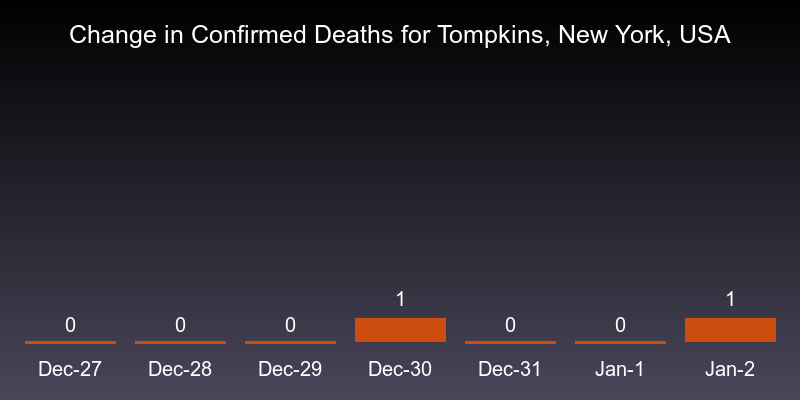 Change in Confirmed Deaths for Tompkins, New York, USA
0 0 0 1 0 0 1
Dec-27 Dec-28 Dec-29 Dec-30 Dec-31 Jan-1 Jan-2